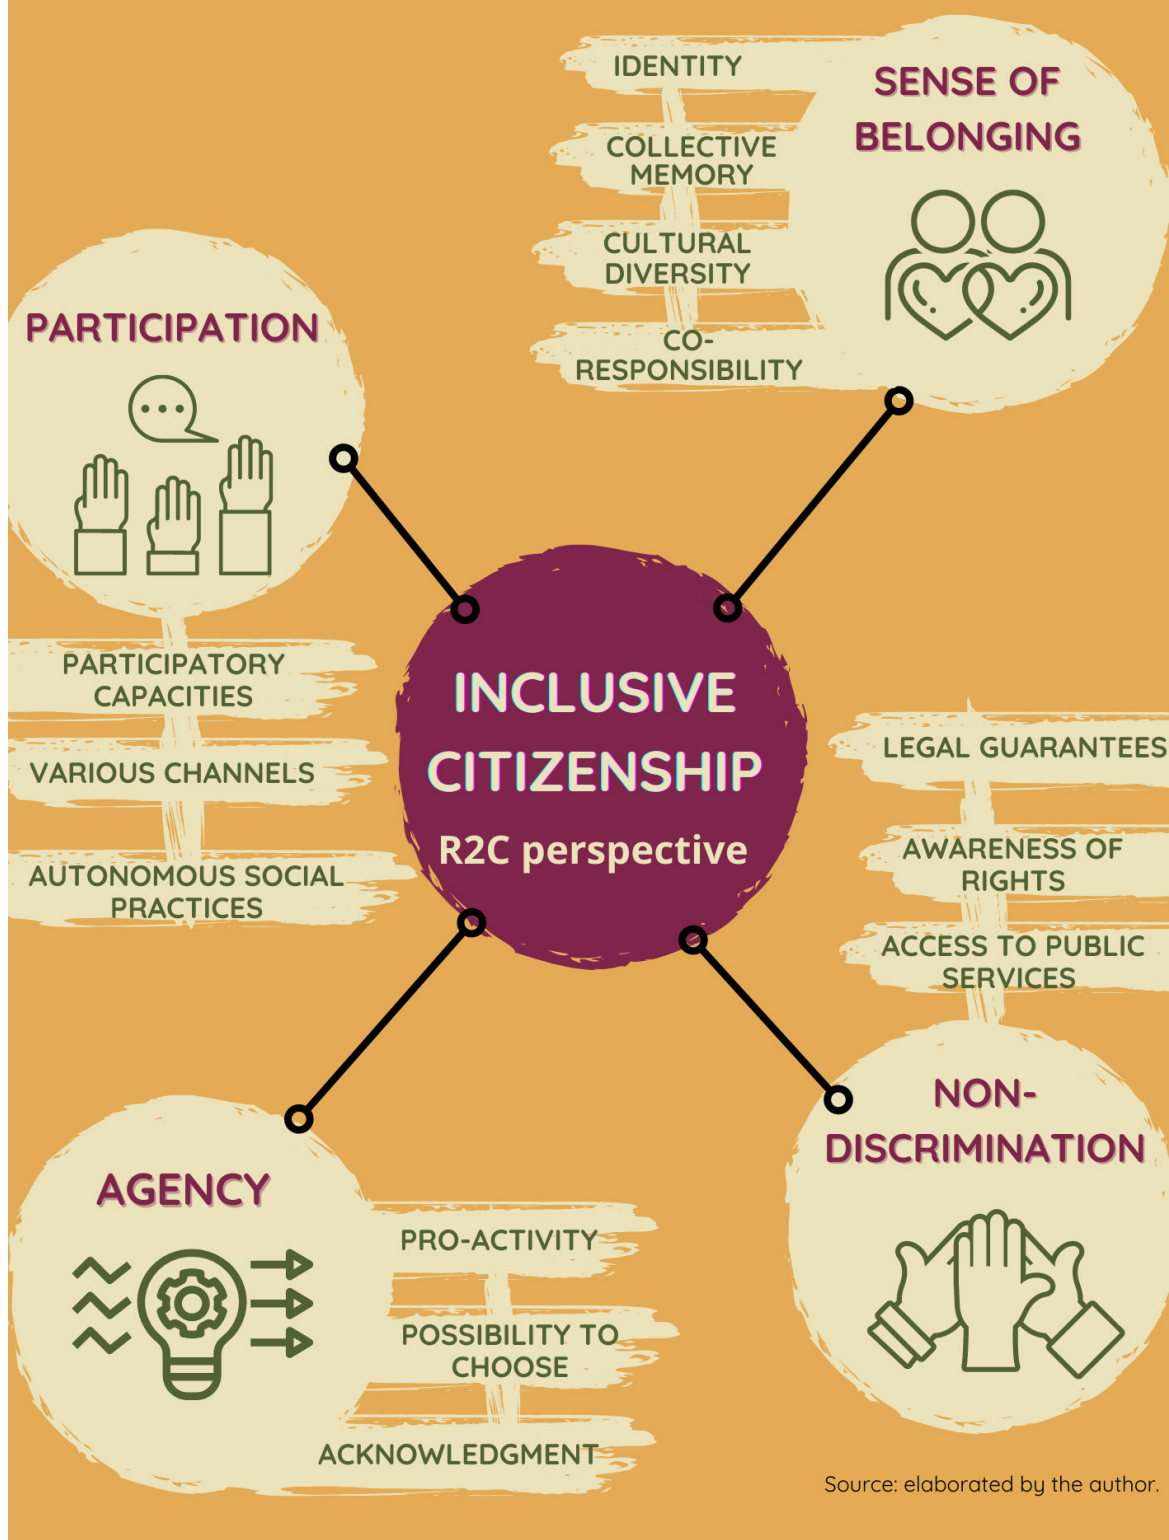 IDENTITY
COLLECTIVE
MEMORY
CULTURAL
DIVERSITY
CO-
RESPONSIBILITY
SENSE OF
BELONGING
PARTICIPATION
PARTICIPATORY
CAPACITIES
VARIOUS CHANNELS
AUTONOMOUS SOCIAL
PRACTICES
INCLUSIVE
CITIZENSHIP
R2C perspective
LEGAL GUARANTEES
AWARENESS OF
RIGHTS
ACCESS TO PUBLIC
SERVICES
NON-
DISCRIMINATION
AGENCY
PRO-ACTIVITY
POSSIBILITY TO
CHOOSE
ACKNOWLEDGMENT
Source: elaborated by the author.